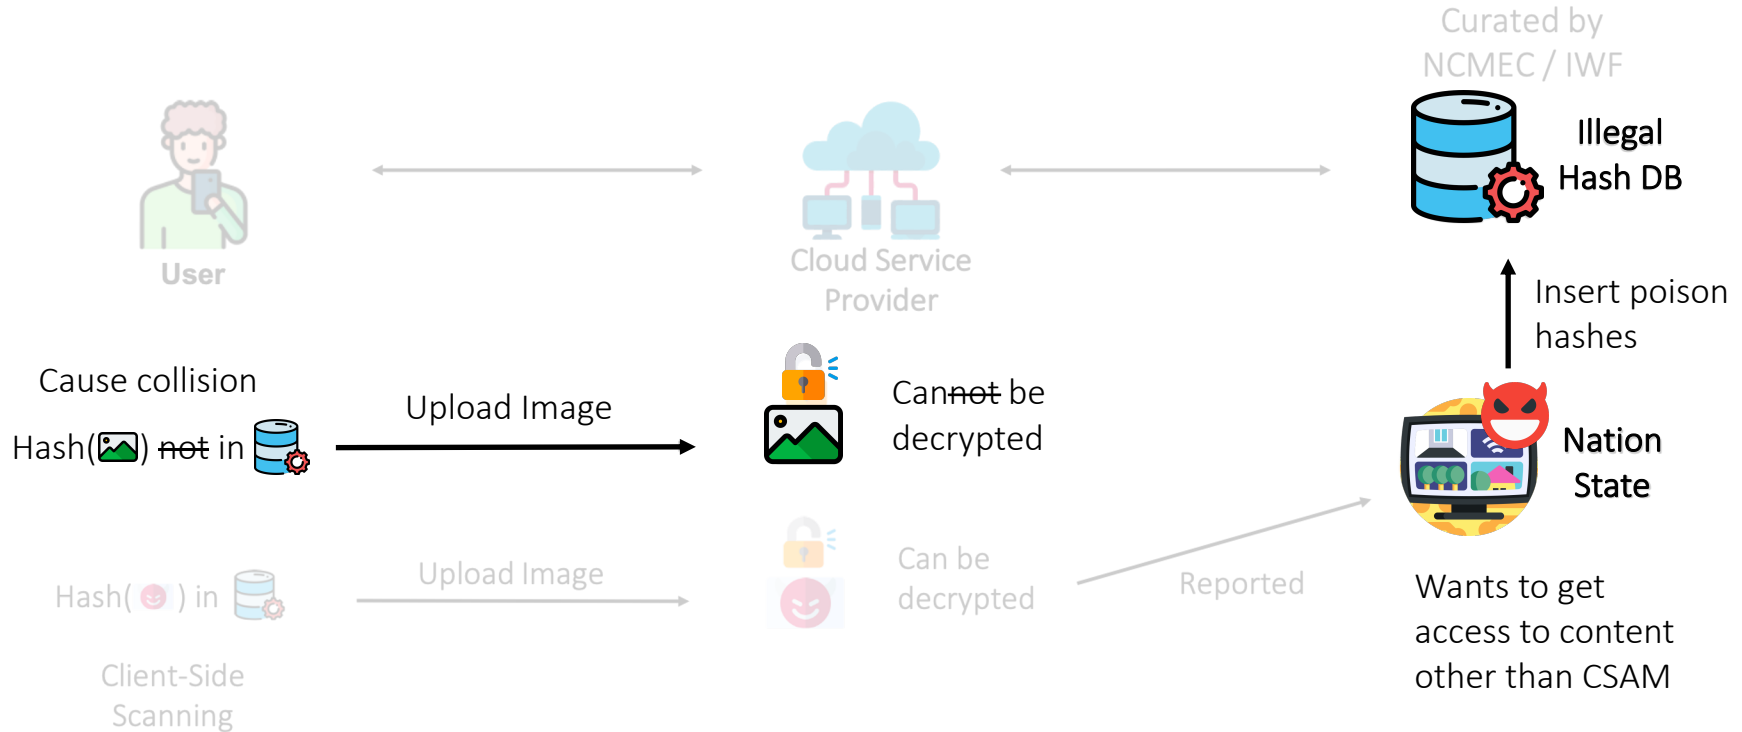 Curated by
NCMEC / IWF
Illegal
Hash DB
User
Cloud Service
Provider
Insert poison
hashes
Cause collision
Hash( ) not in
Upload Image
Cannot be
decrypted
Nation
State
Hash( ) in
Upload Image
Can be
decrypted
Reported
Wants to get
access to content
other than CSAM
Client-Side
Scanning